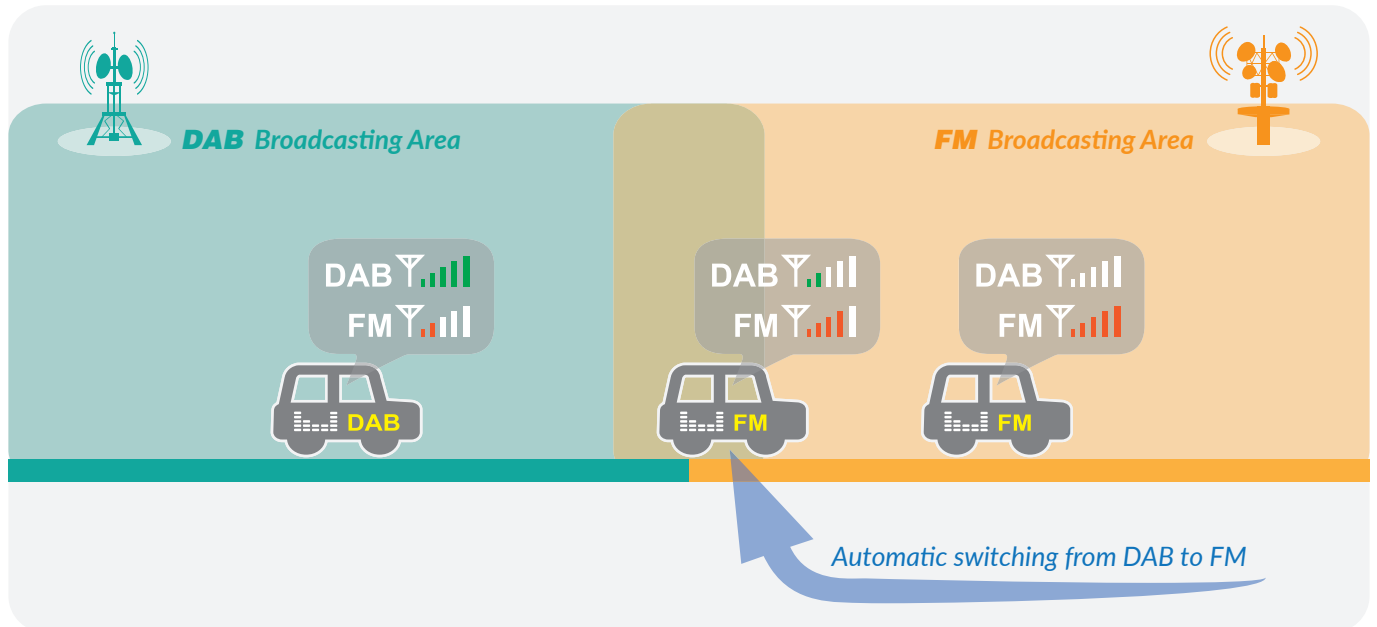 DAB Broadcasting Area
FM Broadcasting Area
DAB
FM
DAB
FM
DAB
FM
DAB
FM
FM
Automatic switching from DAB to FM